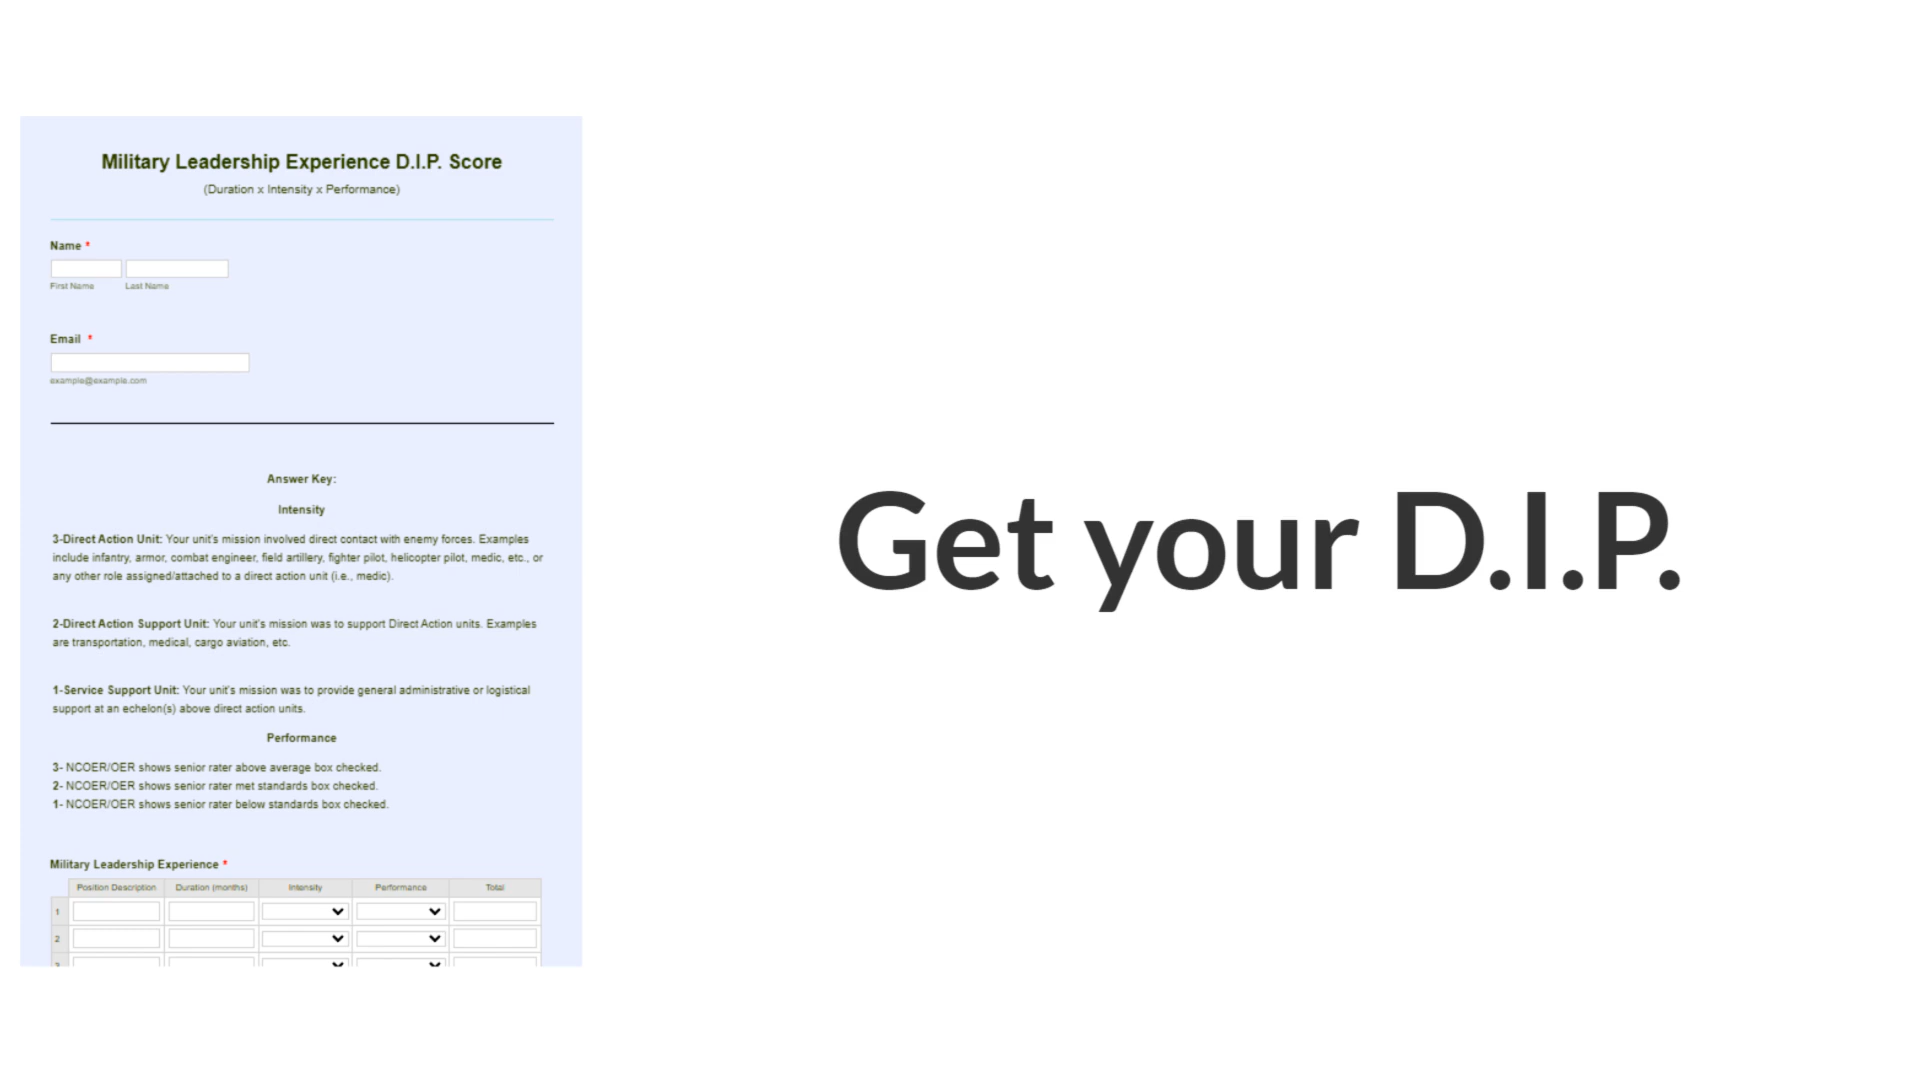 Military Leadership Experience D.I.P. Score
(Duration x Intensity x Performance)
Name *
First Name Last Name
Email *
example@example.com
Answer Key:
Intensity
3-Direct Action Unit: Your unit's mission involved direct contact with enemy forces. Examples
include infantry, armor, combat engineer, field artillery, fighter pilot, helicopter pilot, medic, etc., or
any other role assigned/attached to a direct action unit (i.e., medic).
2-Direct Action Support Unit: Your unit's mission was to support Direct Action units. Examples
are transportation, medical, cargo aviation, etc.
1-Service Support Unit: Your unit's mission was to provide general administrative or logistical
support at an echelon(s) above direct action units.
Performance
3- NCOER/OER shows senior rater above average box checked.
2- NCOER/OER shows senior rater met standards box checked.
1- NCOER/OER shows senior rater below standards box checked.
Military Leadership Experience *
Position Description Duration (months) Intensity Performance Total
1
2
Get your D.I.P.